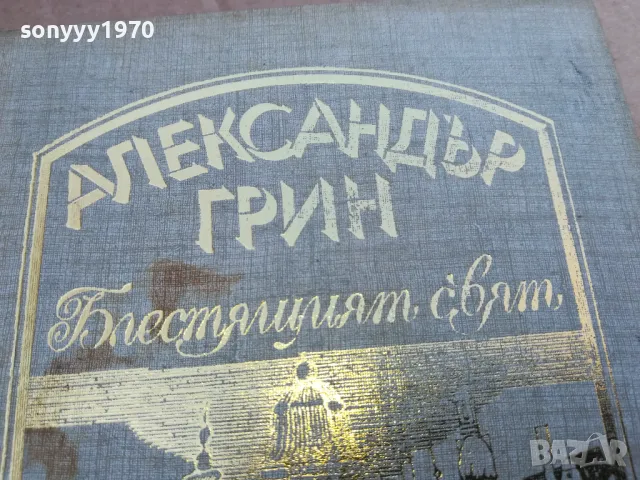 sonyyy1970
АЛЕКСАНДЪР
ГРИН
Блестящият свят
BAZAR